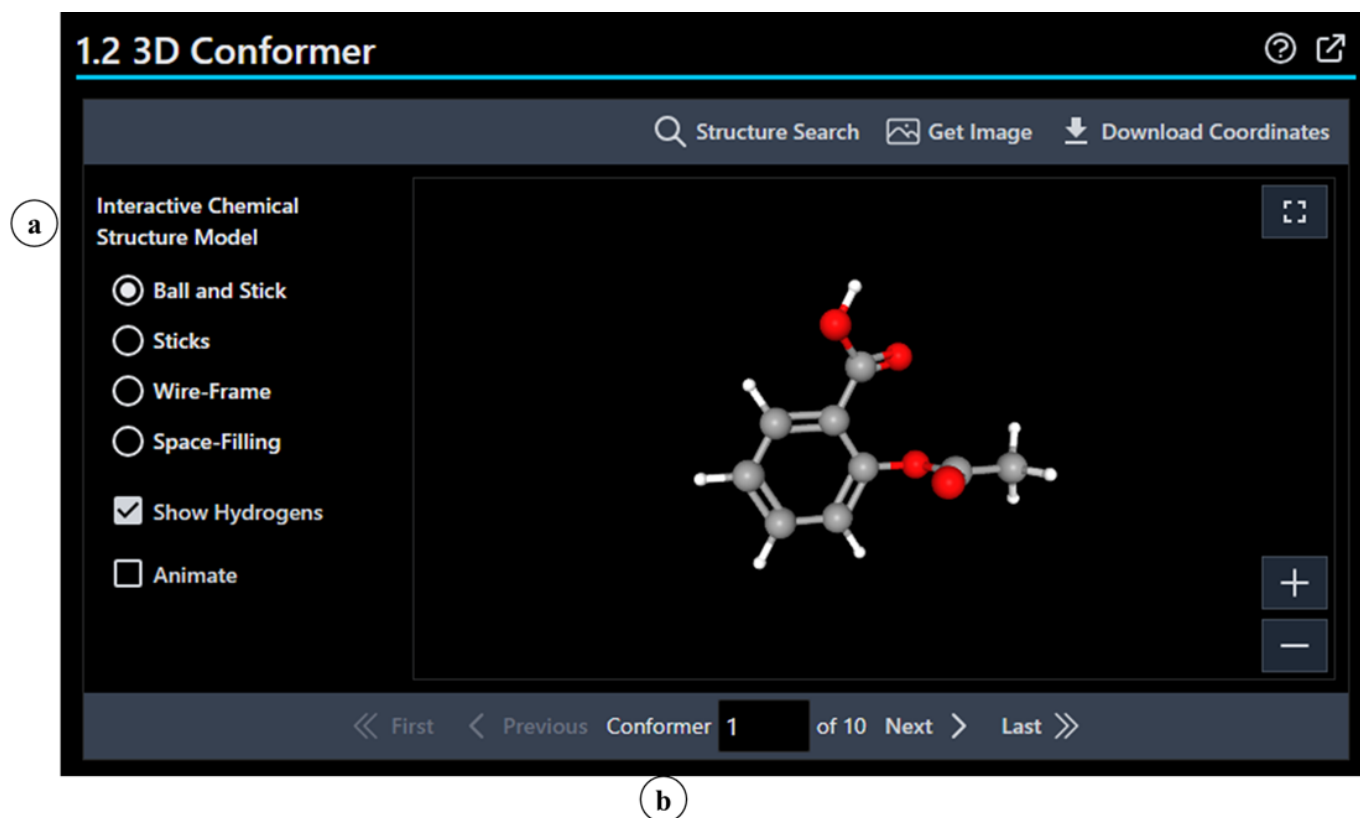 1.2 3D Conformer
Structure Search Get Image Download Coordinates
a
Interactive Chemical
Structure Model
Ball and Stick
Sticks
Wire-Frame
Space-Filling
Show Hydrogens
Animate
First Previous Conformer 1 of 10 Next Last
b